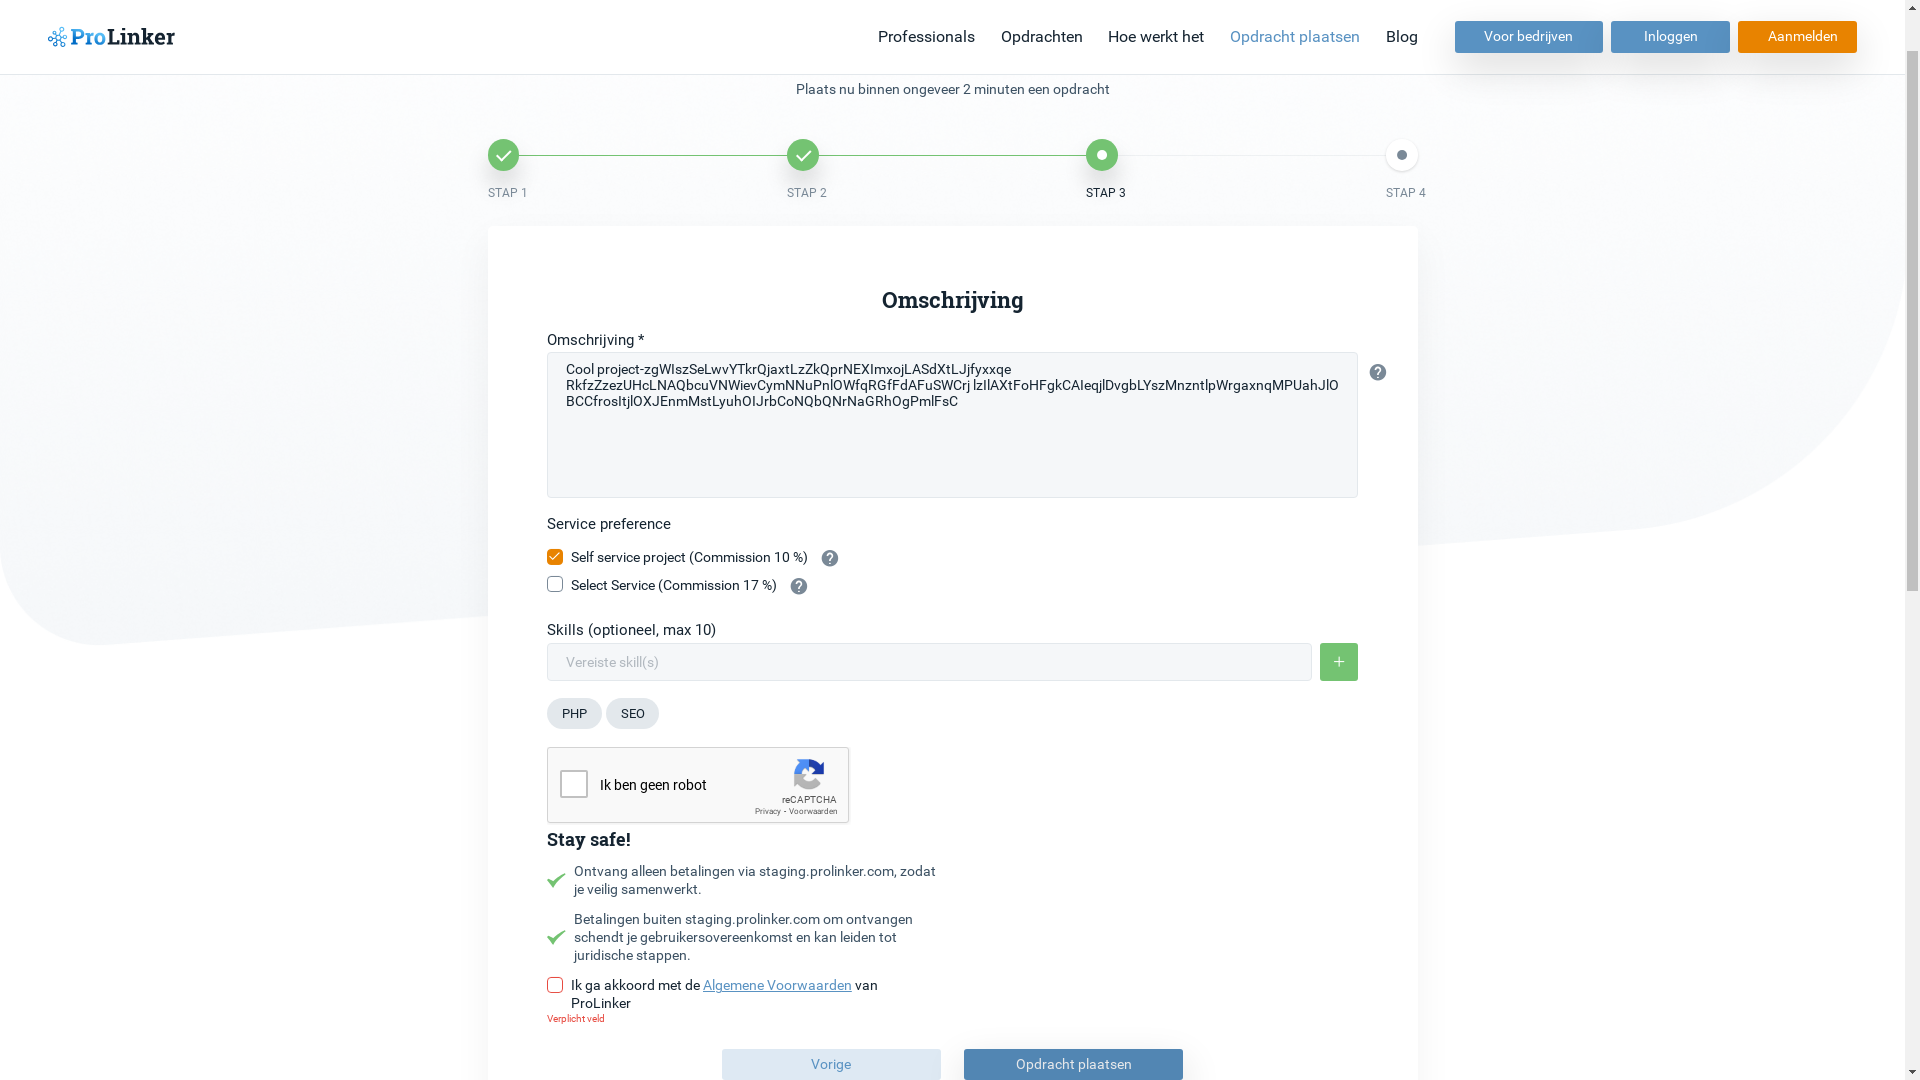 ProLinker
Professionals
Opdrachten
Hoe werkt het
Opdracht plaatsen
Blog
Voor bedrijven
Inloggen
Aanmelden
Plaats nu binnen ongeveer 2 minuten een opdracht
STAP 1
STAP 2
STAP 3
STAP 4
Omschrijving
Omschrijving *
Cool project-zgWIszSeLwvYTkrQjaxtLzZkQprNEXImxojLASdXtLJjfyxxqe
RkfzZzezUHcLNAQbcuVNWievCymNNuPnlOWfqRGfFdAFuSWCrj lzIlAXtFoHFgkCAIeqjlDvgbLYszMnzntlpWrgaxnqMPUahJlO
BCCfrosItjlOXJEnmMstLyuhOIJrbCoNQbQNrNaGRhOgPmlFsC
Service preference
Self service project (Commission 10 %)
Select Service (Commission 17 %)
Skills (optioneel, max 10)
Vereiste skill(s)
PHP
SEO
Ik ben geen robot
reCAPTCHA
Privacy - Voorwaarden
Stay safe!
Ontvang alleen betalingen via staging.prolinker.com, zodat
je veilig samenwerkt.
Betalingen buiten staging.prolinker.com om ontvangen
schendt je gebruikersovereenkomst en kan leiden tot
juridische stappen.
Ik ga akkoord met de Algemene Voorwaarden van
ProLinker
Verplicht veld
Vorige
Opdracht plaatsen